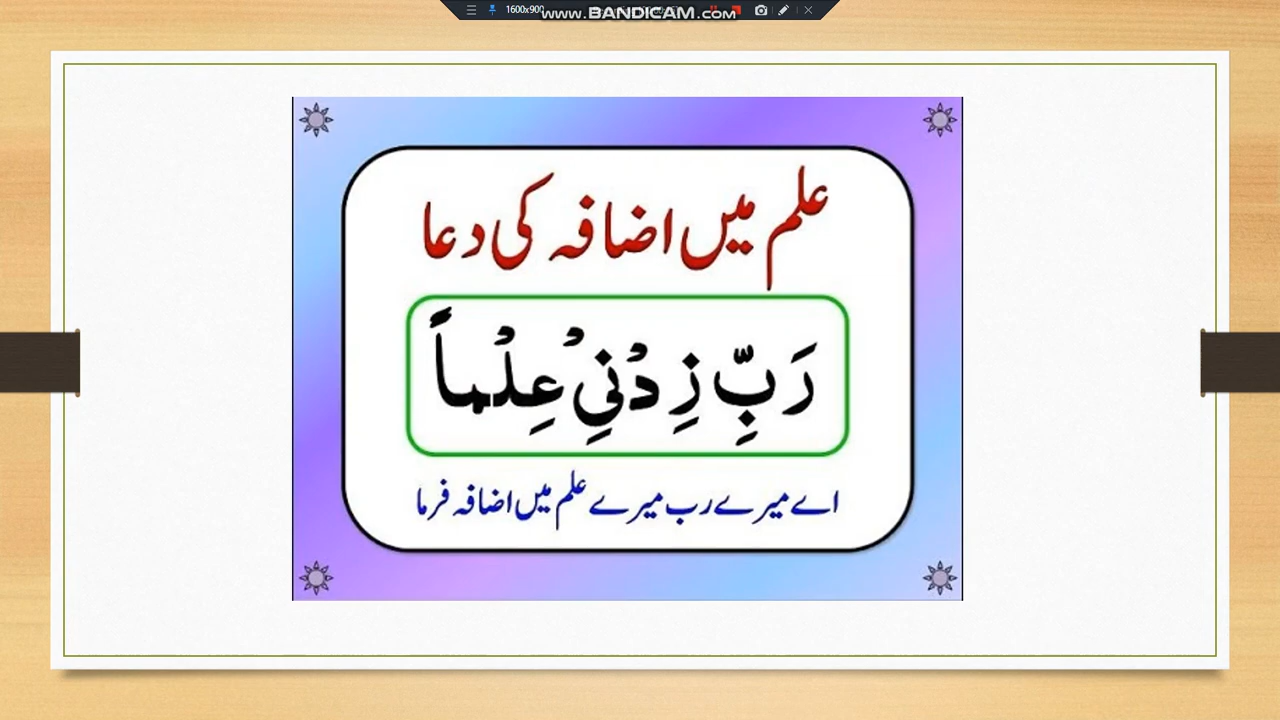 1600x900
www.BANDICAM.com
علم میں اضافہ کی دعا
رَبِّ زِدْنِیْ عِلْماً
اے میرے رب میرے علم میں اضافہ فرما